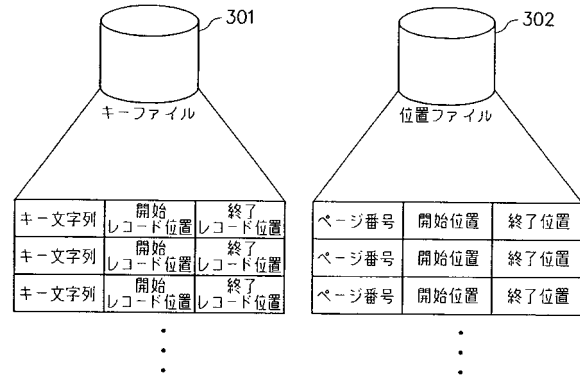 301
キーファイル
キー文字列 開始レコード位置 終了レコード位置
キー文字列 開始レコード位置 終了レコード位置
キー文字列 開始レコード位置 終了レコード位置
302
位置ファイル
ページ番号 開始位置 終了位置
ページ番号 開始位置 終了位置
ページ番号 開始位置 終了位置